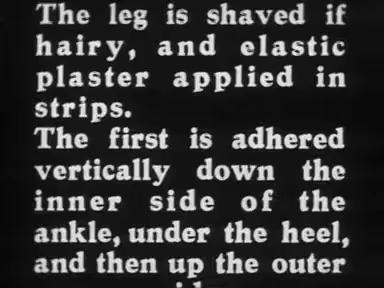 The leg is shaved if
hairy, and elastic
plaster applied in
strips.
The first is adhered
vertically down the
inner side of the
ankle, under the heel,
and then up the outer